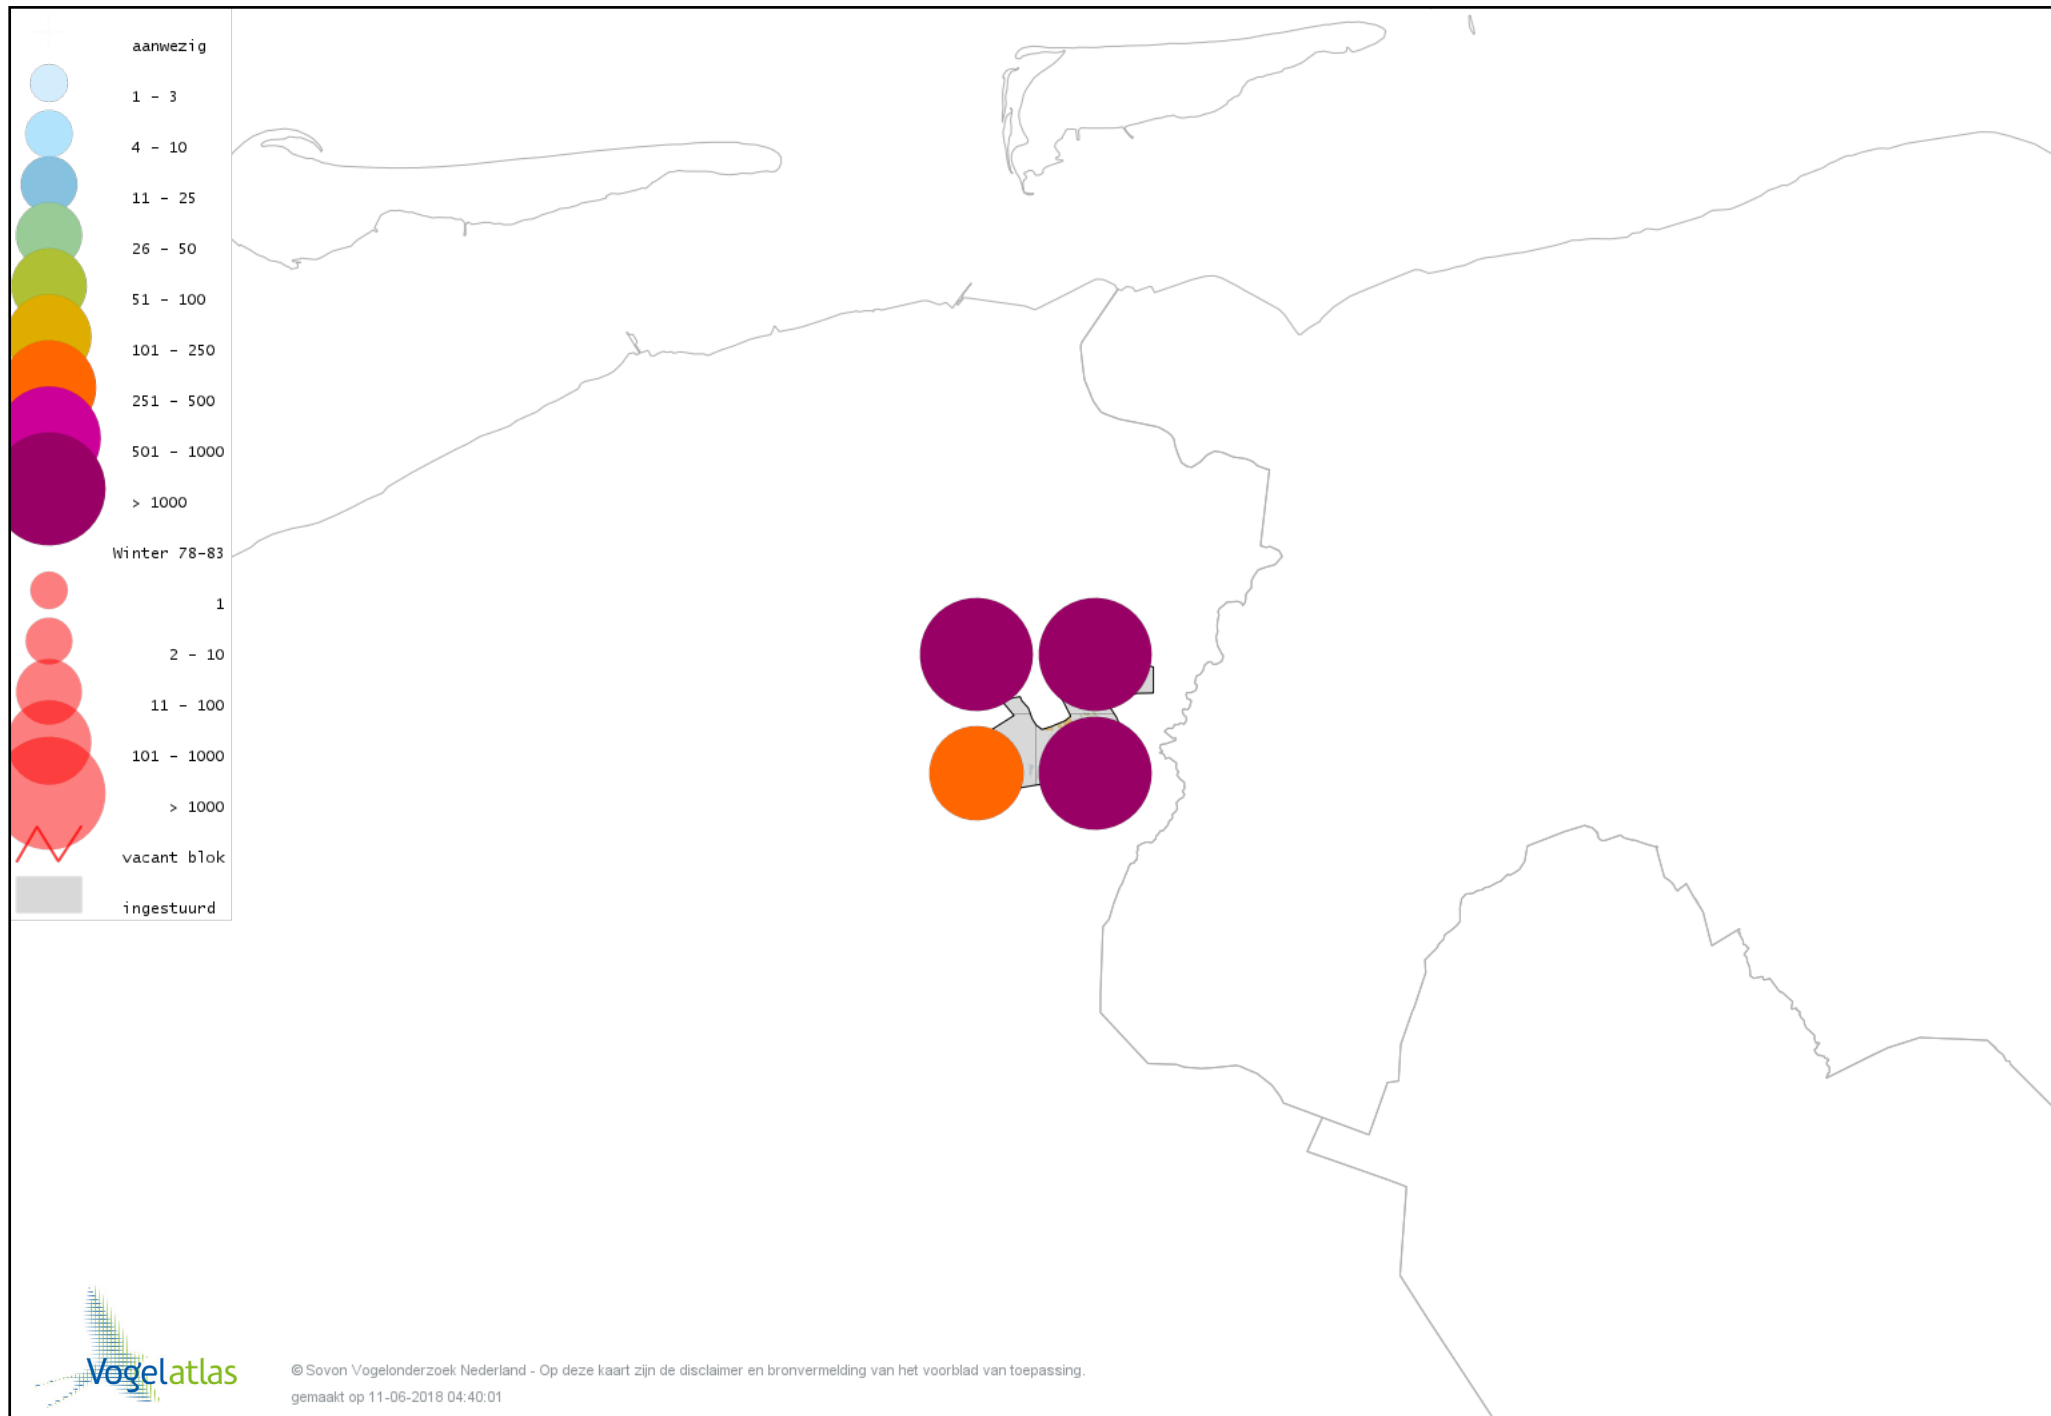 aanwezig
1 - 3
4 - 10
11 - 25
26 - 50
51 - 100
101 - 250
251 - 500
501 - 1000
> 1000
Winter 78-83
1
2 - 10
11 - 100
101 - 1000
> 1000
vacant blok
ingestuurd
Vogelatlas
© Sovon Vogelonderzoek Nederland - Op deze kaart zijn de disclaimer en bronvermelding van het voorblad van toepassing.
gemaakt op 11-06-2018 04:40:01